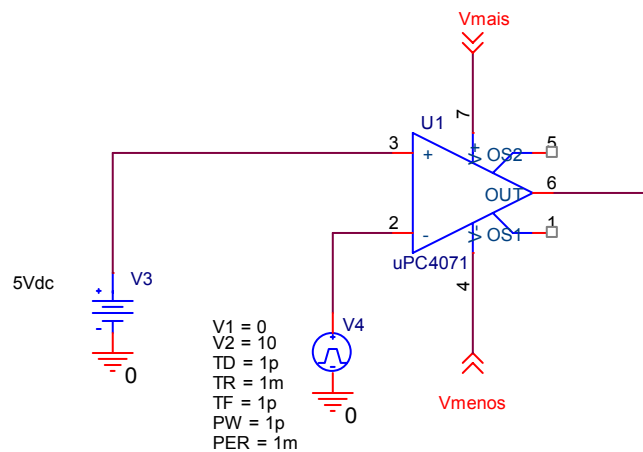 Vmais
7
U1
3
+
V+
OS2
5
OUT
6
2
-
V-
OS1
1
uPC4071
4
5Vdc
+
V3
-
0
V1 = 0
V2 = 10
TD = 1p
TR = 1m
TF = 1p
PW = 1p
PER = 1m
+
V4
-
0
Vmenos